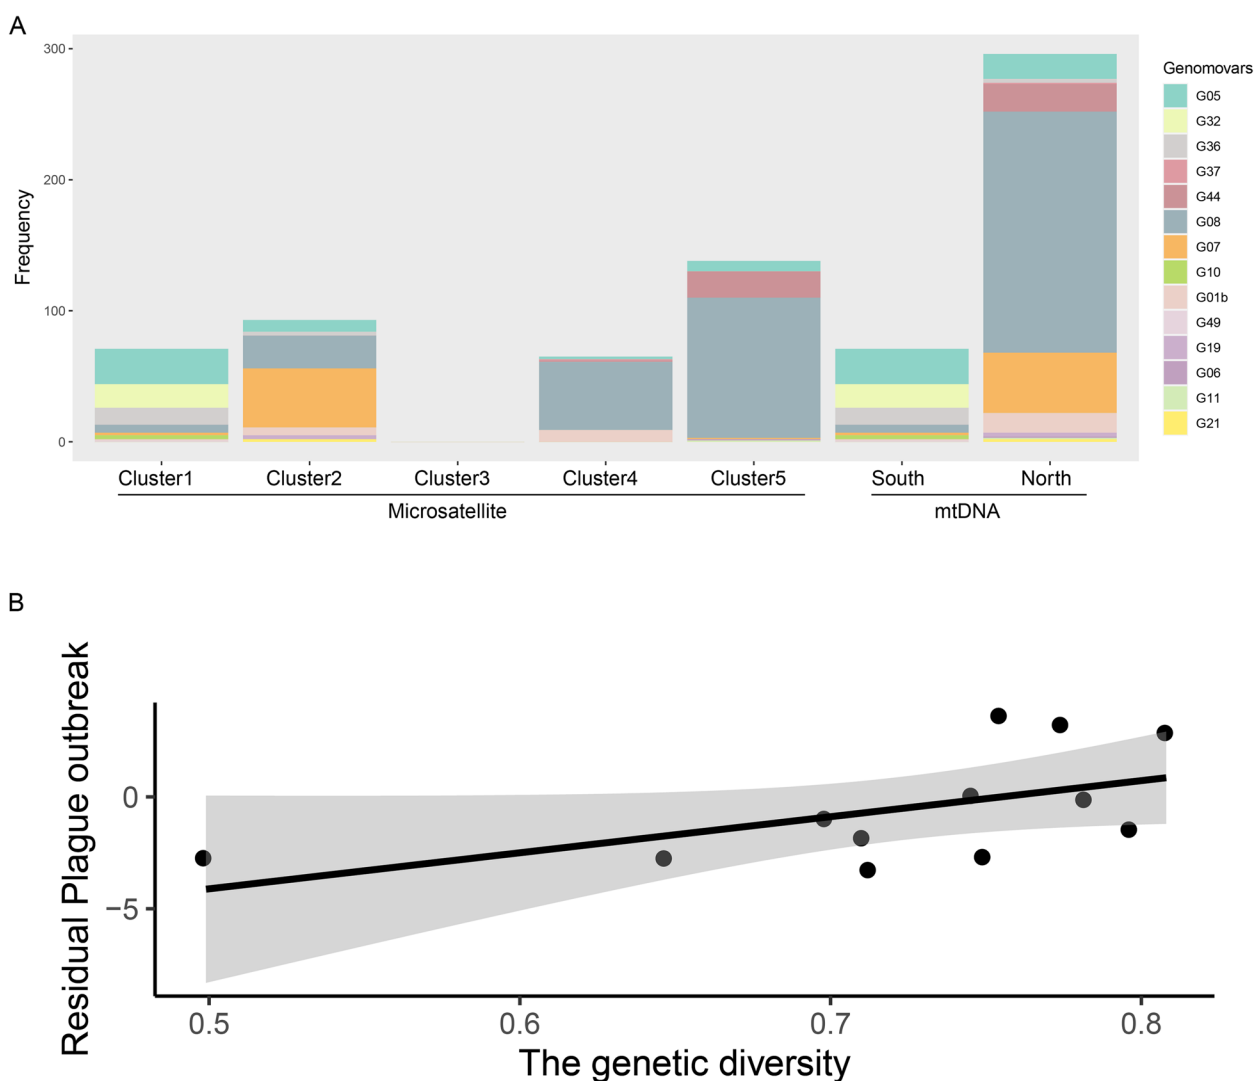 A
300
200
100
0
Frequency
Cluster1 Cluster2 Cluster3 Cluster4 Cluster5 South North
Microsatellite mtDNA
Genomovars
G05
G32
G36
G37
G44
G08
G07
G10
G01b
G49
G19
G06
G11
G21
B
Residual Plague outbreak
0
−5
0.5 0.6 0.7 0.8
The genetic diversity